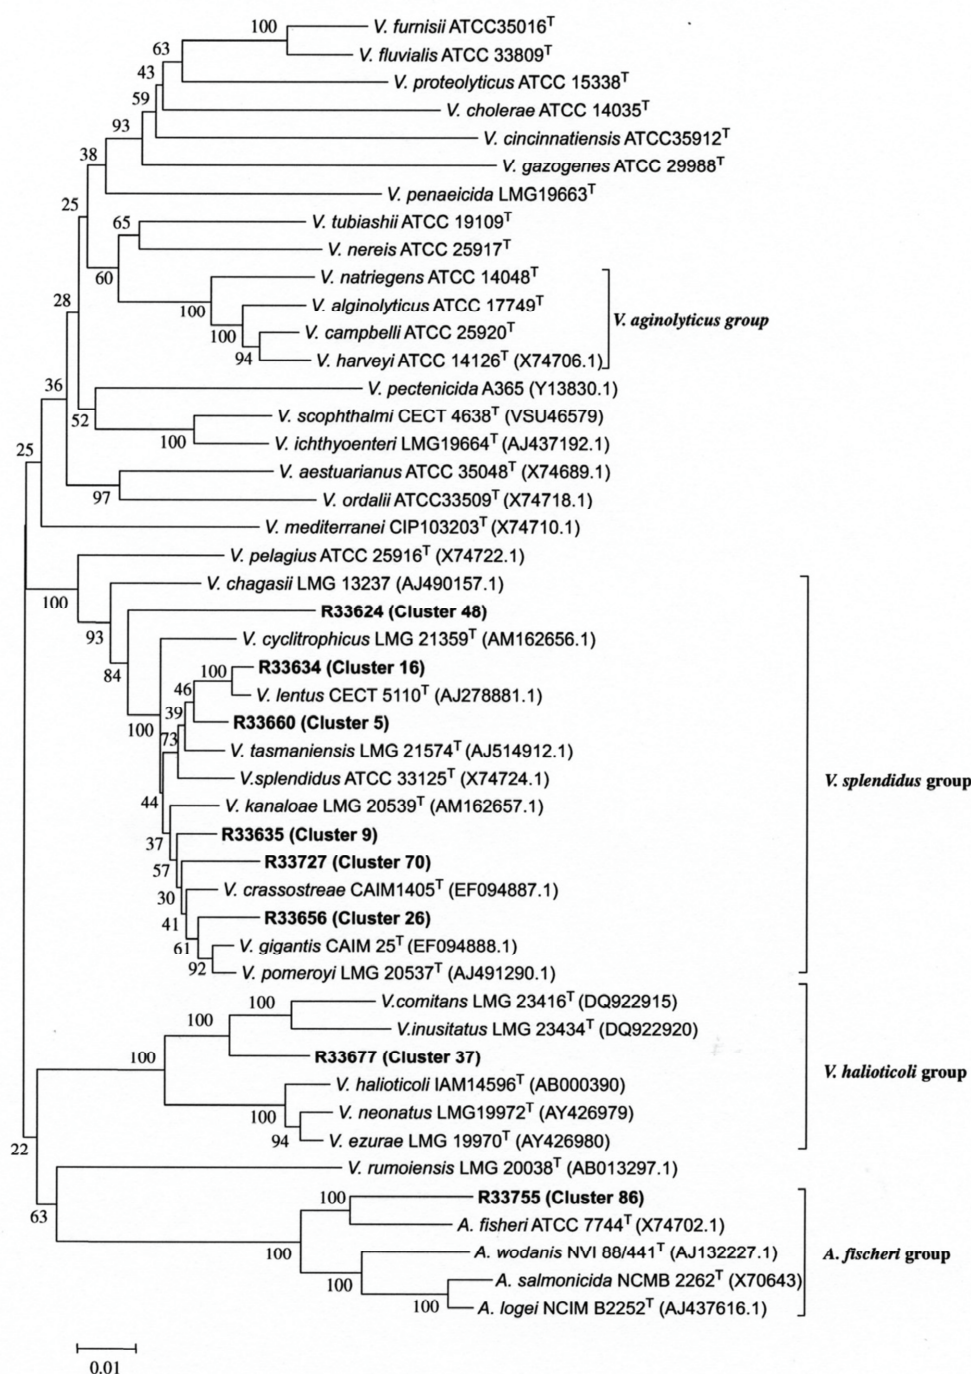 100
V. furnisii ATCC35016T
63
V. fluvialis ATCC 33809T
43
V. proteolyticus ATCC 15338T
59
V. cholerae ATCC 14035T
93
V. cincinnatiensis ATCC35912T
38
V. gazogenes ATCC 29988T
V. penaeicida LMG19663T
25
65
V. tubiashii ATCC 19109T
V. nereis ATCC 25917T
60
V. natriegens ATCC 14048T
28
100
V. alginolyticus ATCC 17749T
V. aginolyticus group
100
V. campbelli ATCC 25920T
94
V. harveyi ATCC 14126T (X74706.1)
36
V. pectenicida A365 (Y13830.1)
52
V. scophthalmi CECT 4638T (VSU46579)
100
V. ichthyoenteri LMG19664T (AJ437192.1)
25
V. aestuarianus ATCC 35048T (X74689.1)
97
V. ordalii ATCC33509T (X74718.1)
V. mediterranei CIP103203T (X74710.1)
V. pelagius ATCC 25916T (X74722.1)
100
V. chagasii LMG 13237 (AJ490157.1)
93
R33624 (Cluster 48)
84
V. cyclitrophicus LMG 21359T (AM162656.1)
100
R33634 (Cluster 16)
46
V. lentus CECT 5110T (AJ278881.1)
39
R33660 (Cluster 5)
100
73
V. tasmaniensis LMG 21574T (AJ514912.1)
V.splendidus ATCC 33125T (X74724.1)
V. splendidus group
44
V. kanaloae LMG 20539T (AM162657.1)
37
R33635 (Cluster 9)
57
R33727 (Cluster 70)
30
V. crassostreae CAIM1405T (EF094887.1)
41
R33656 (Cluster 26)
61
V. gigantis CAIM 25T (EF094888.1)
92
V. pomeroyi LMG 20537T (AJ491290.1)
100
V.comitans LMG 23416T (DQ922915)
100
V.inusitatus LMG 23434T (DQ922920)
100
R33677 (Cluster 37)
V. halioticoli group
V. halioticoli IAM14596T (AB000390)
100
V. neonatus LMG19972T (AY426979)
94
V. ezurae LMG 19970T (AY426980)
22
V. rumoiensis LMG 20038T (AB013297.1)
63
100
R33755 (Cluster 86)
A. fisheri ATCC 7744T (X74702.1)
100
A. wodanis NVI 88/441T (AJ132227.1)
A. fischeri group
100
A. salmonicida NCMB 2262T (X70643)
100
A. logei NCIM B2252T (AJ437616.1)
0.01